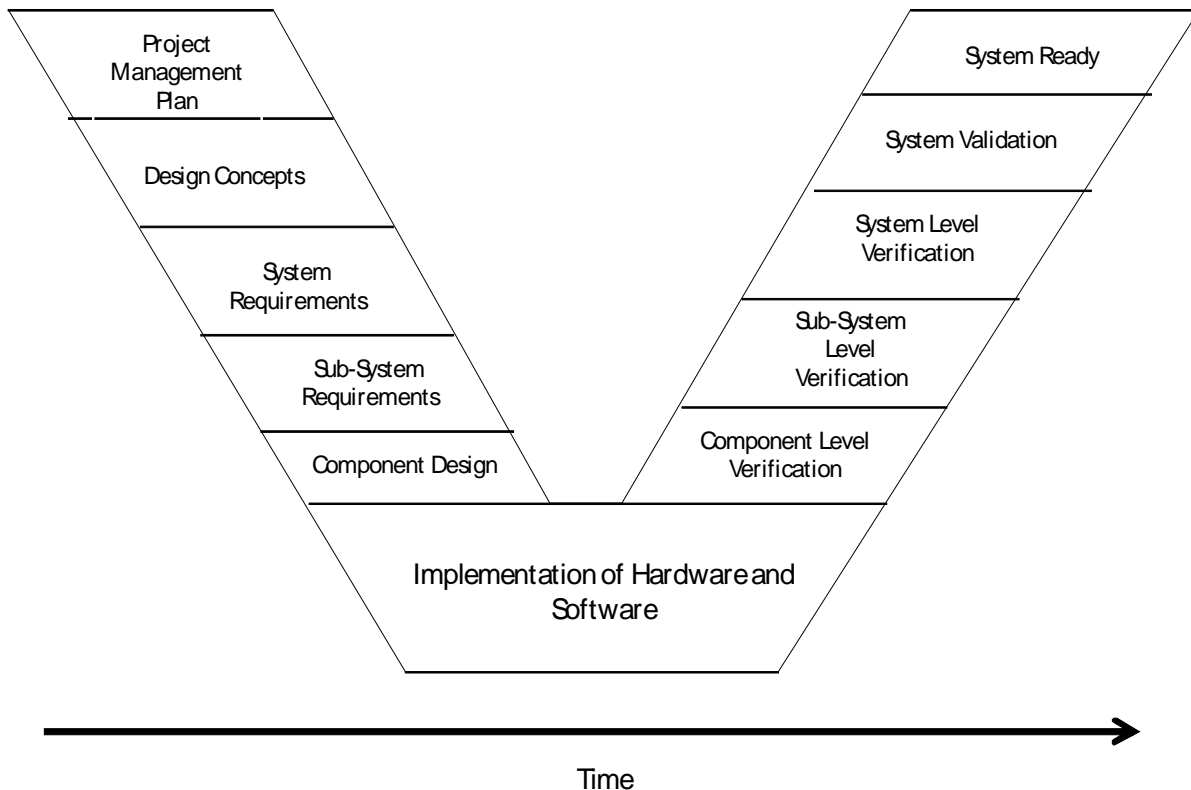 Project
Management
Plan
Design Concepts
System
Requirements
Sub-System
Requirements
Component Design
Implementation of Hardware and
Software
Component Level
Verification
Sub-System
Level
Verification
System Level
Verification
System Validation
System Ready
Time